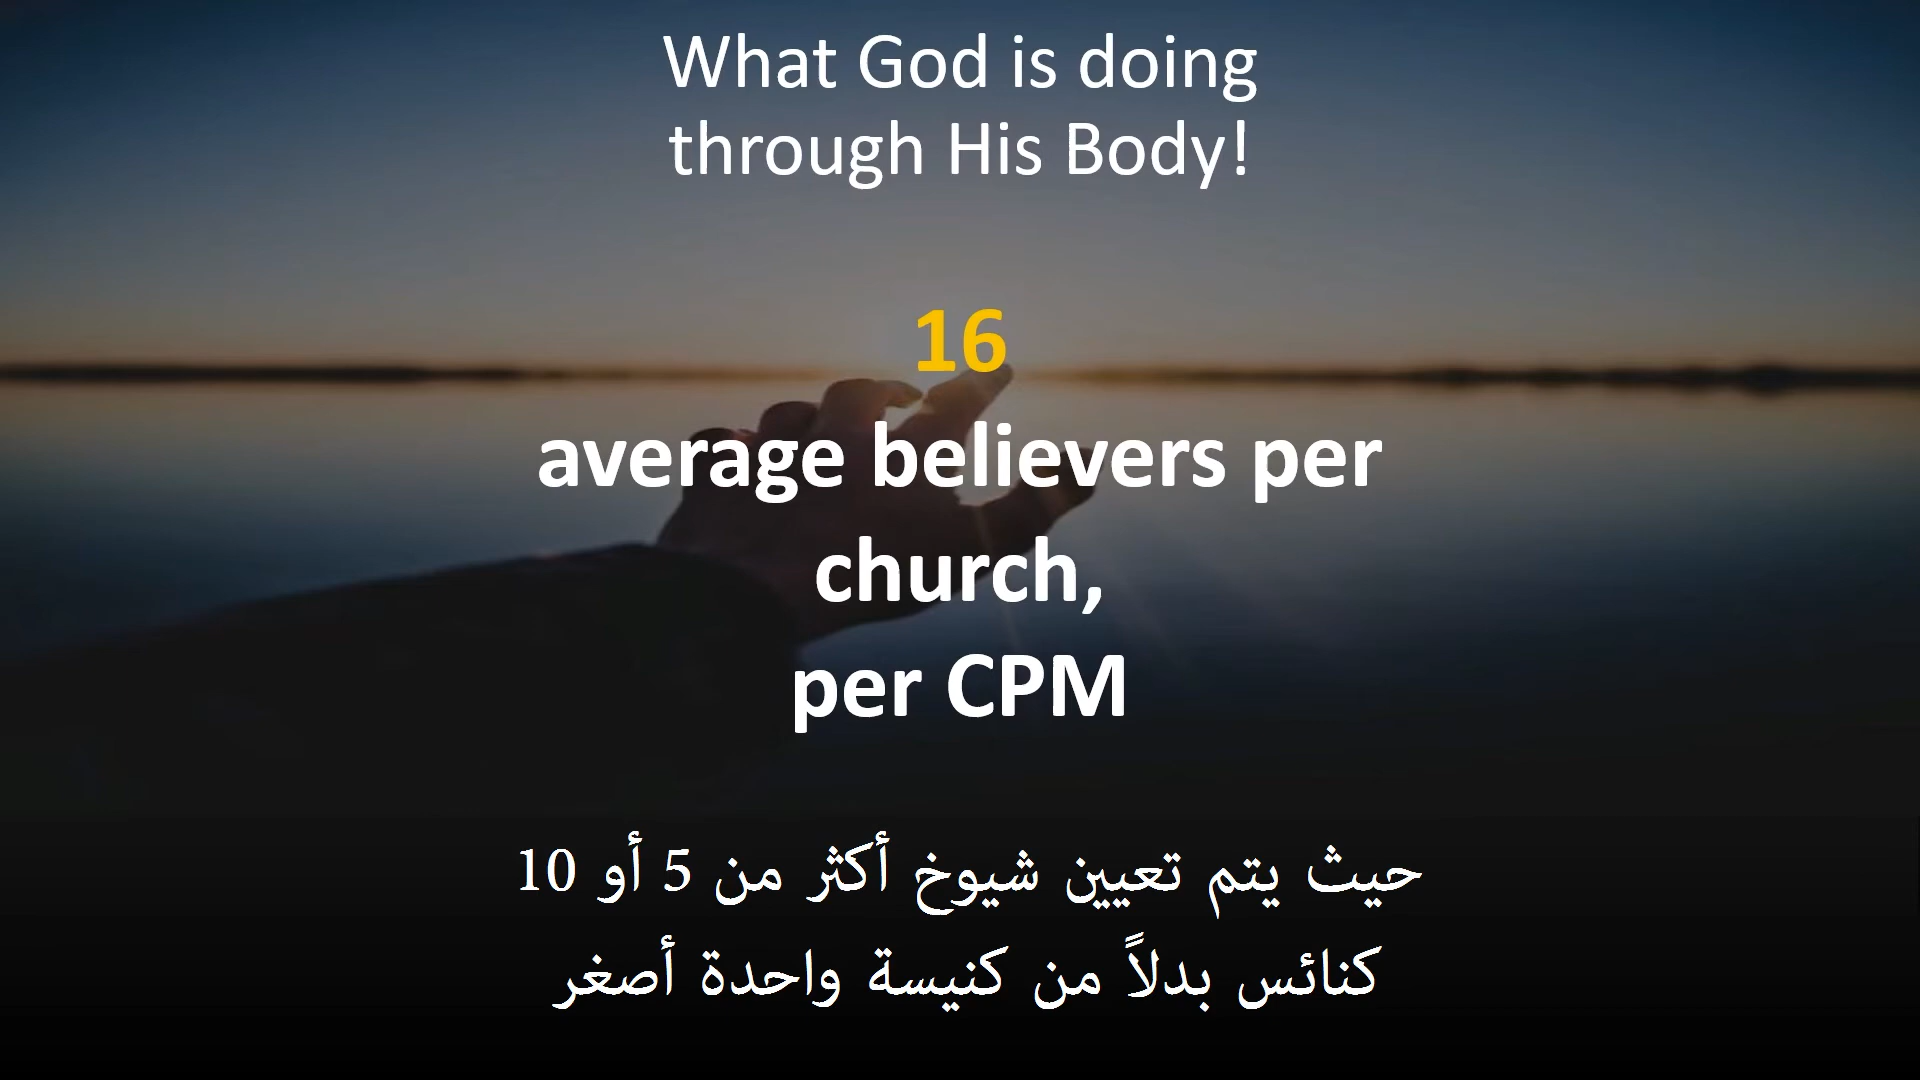 What God is doing
through His Body!
16
average believers per
church,
per CPM
حيث يتم تعيين شيوخ أكثر من 5 أو 10
كنائس بدلاً من كنيسة واحدة أصغر